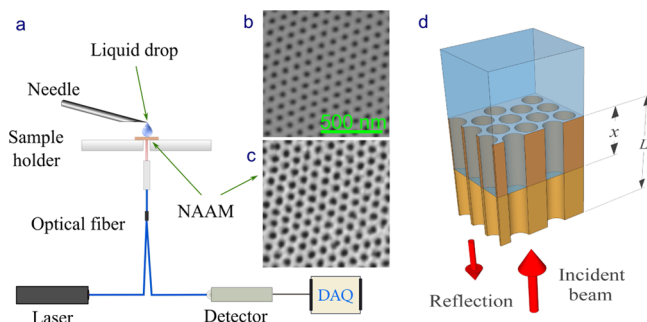 a
Liquid drop
Needle
Sample
holder
NAAM
Optical fiber
DAQ
Laser
Detector
b
500 nm
c
d
x
L
Reflection
Incident
beam